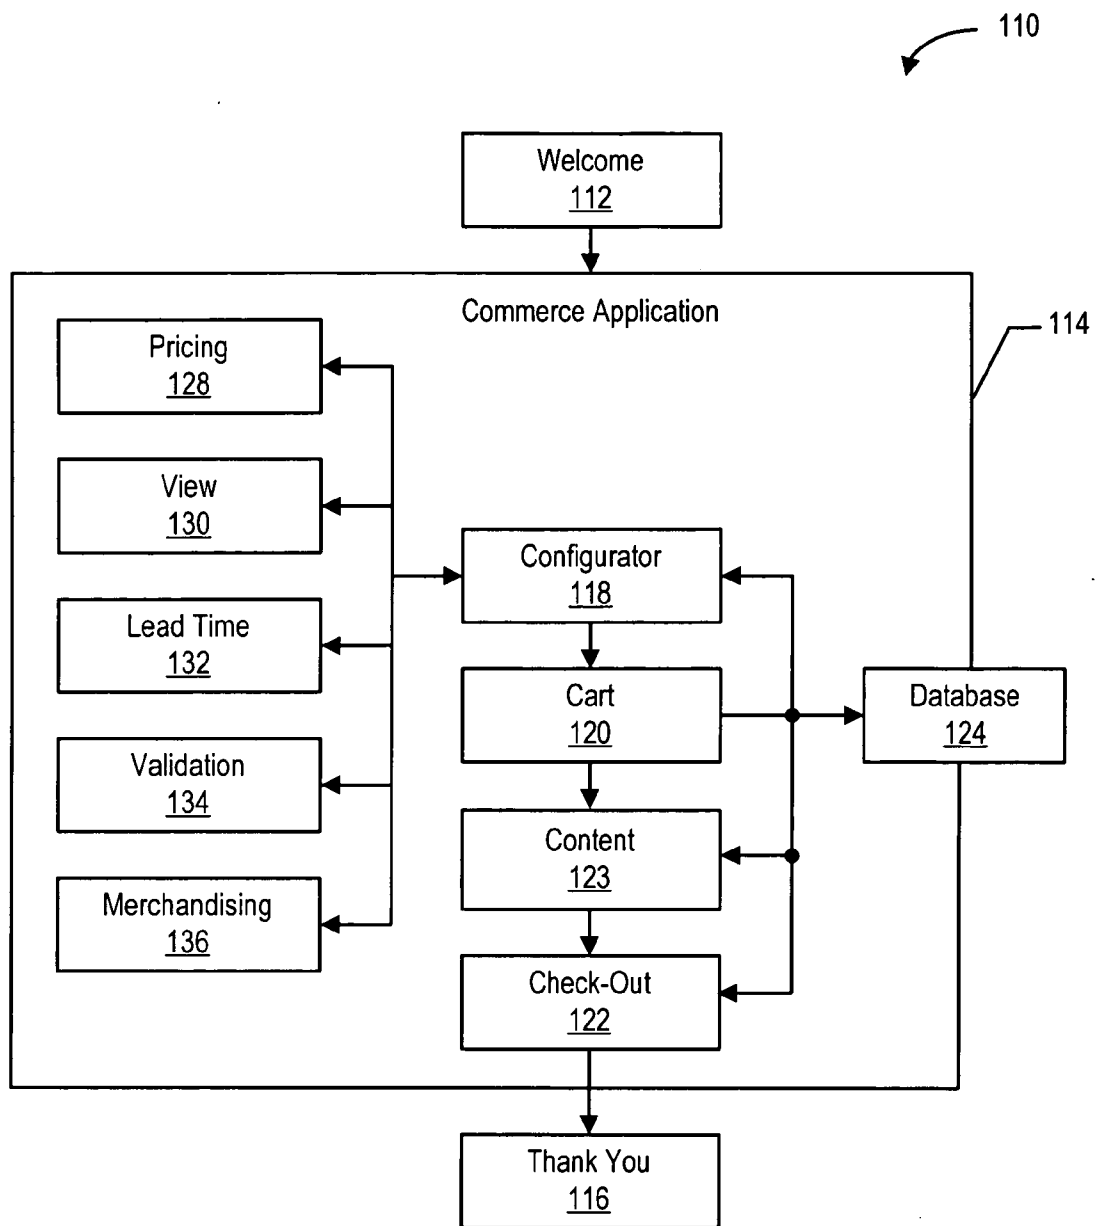 110
Welcome
112
Commerce Application
114
Pricing
128
View
130
Configurator
118
Lead Time
132
Cart
120
Database
124
Validation
134
Content
123
Merchandising
136
Check-Out
122
Thank You
116